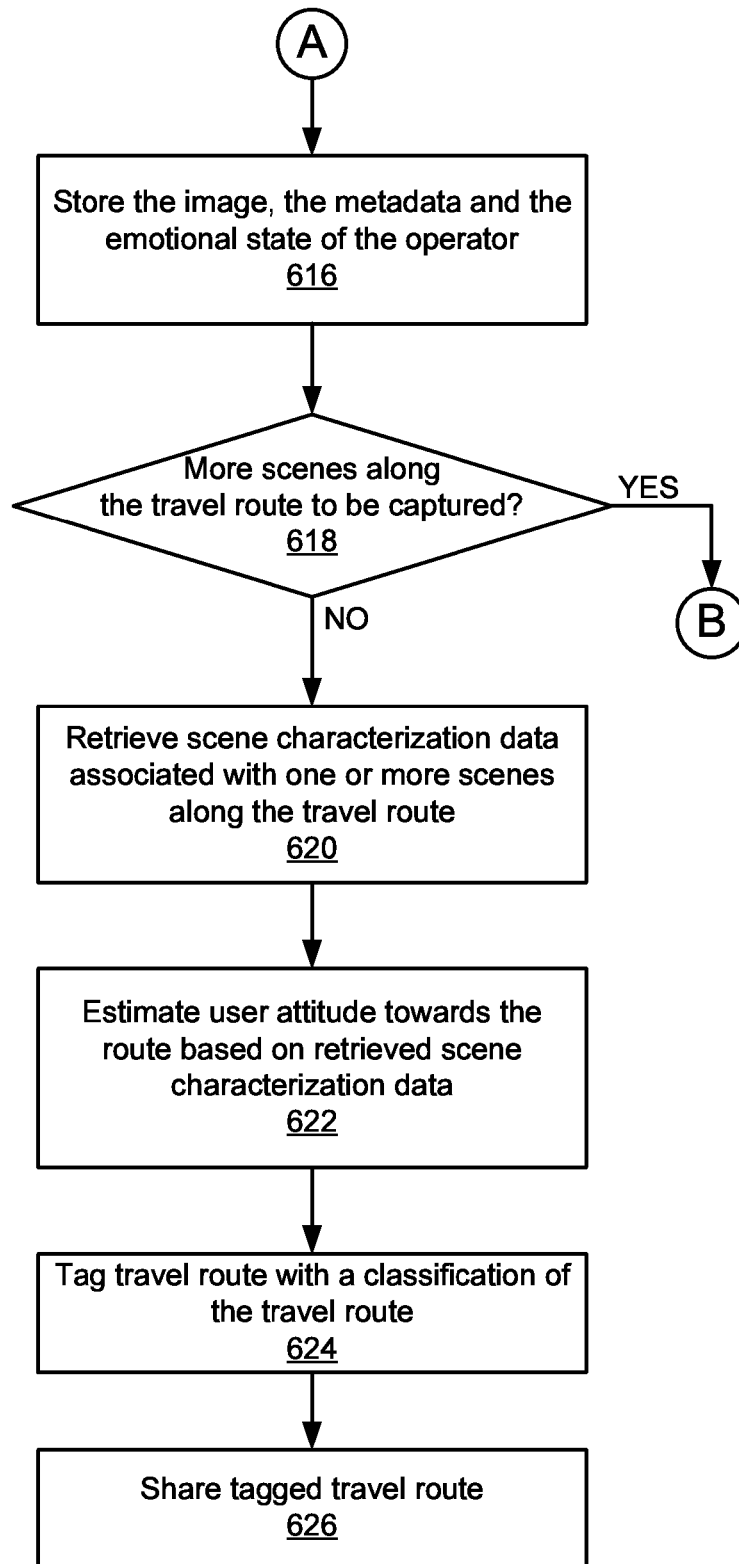 A
Store the image, the metadata and the
emotional state of the operator
616
More scenes along
the travel route to be captured?
618
YES
B
NO
Retrieve scene characterization data
associated with one or more scenes
along the travel route
620
Estimate user attitude towards the
route based on retrieved scene
characterization data
622
Tag travel route with a classification of
the travel route
624
Share tagged travel route
626